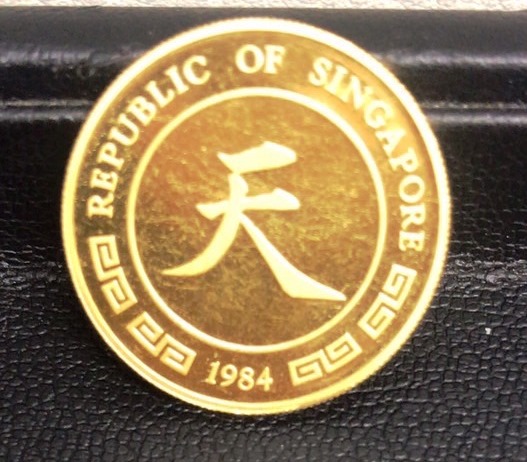 REPUBLIC OF SINGAPORE
天
1984